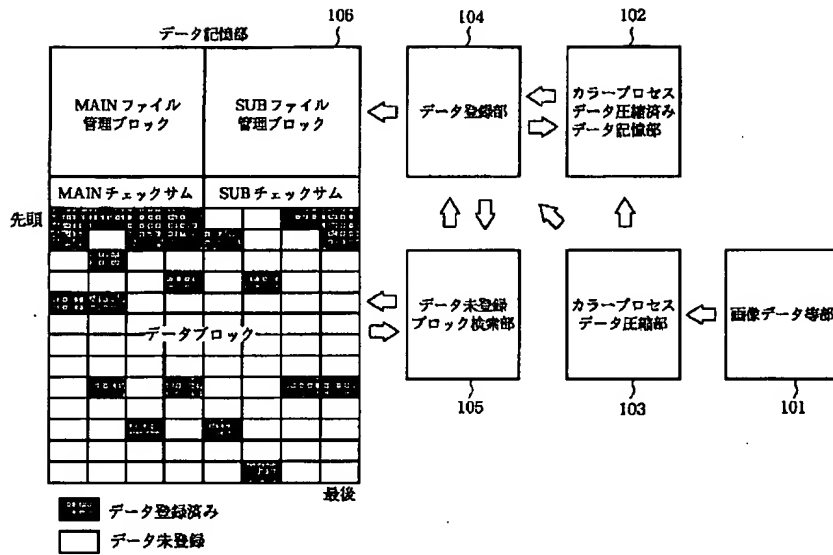 106
104
102
データ記憶部
MAINファイル
管理ブロック
SUBファイル
管理ブロック
データ登録部
カラープロセス
データ圧縮済み
データ記憶部
MAINチェックサム
SUBチェックサム
先頭
データブロック
データ未登録
ブロック検索部
カラープロセス
データ圧縮部
画像データ等部
105
103
101
最後
データ登録済み
データ未登録